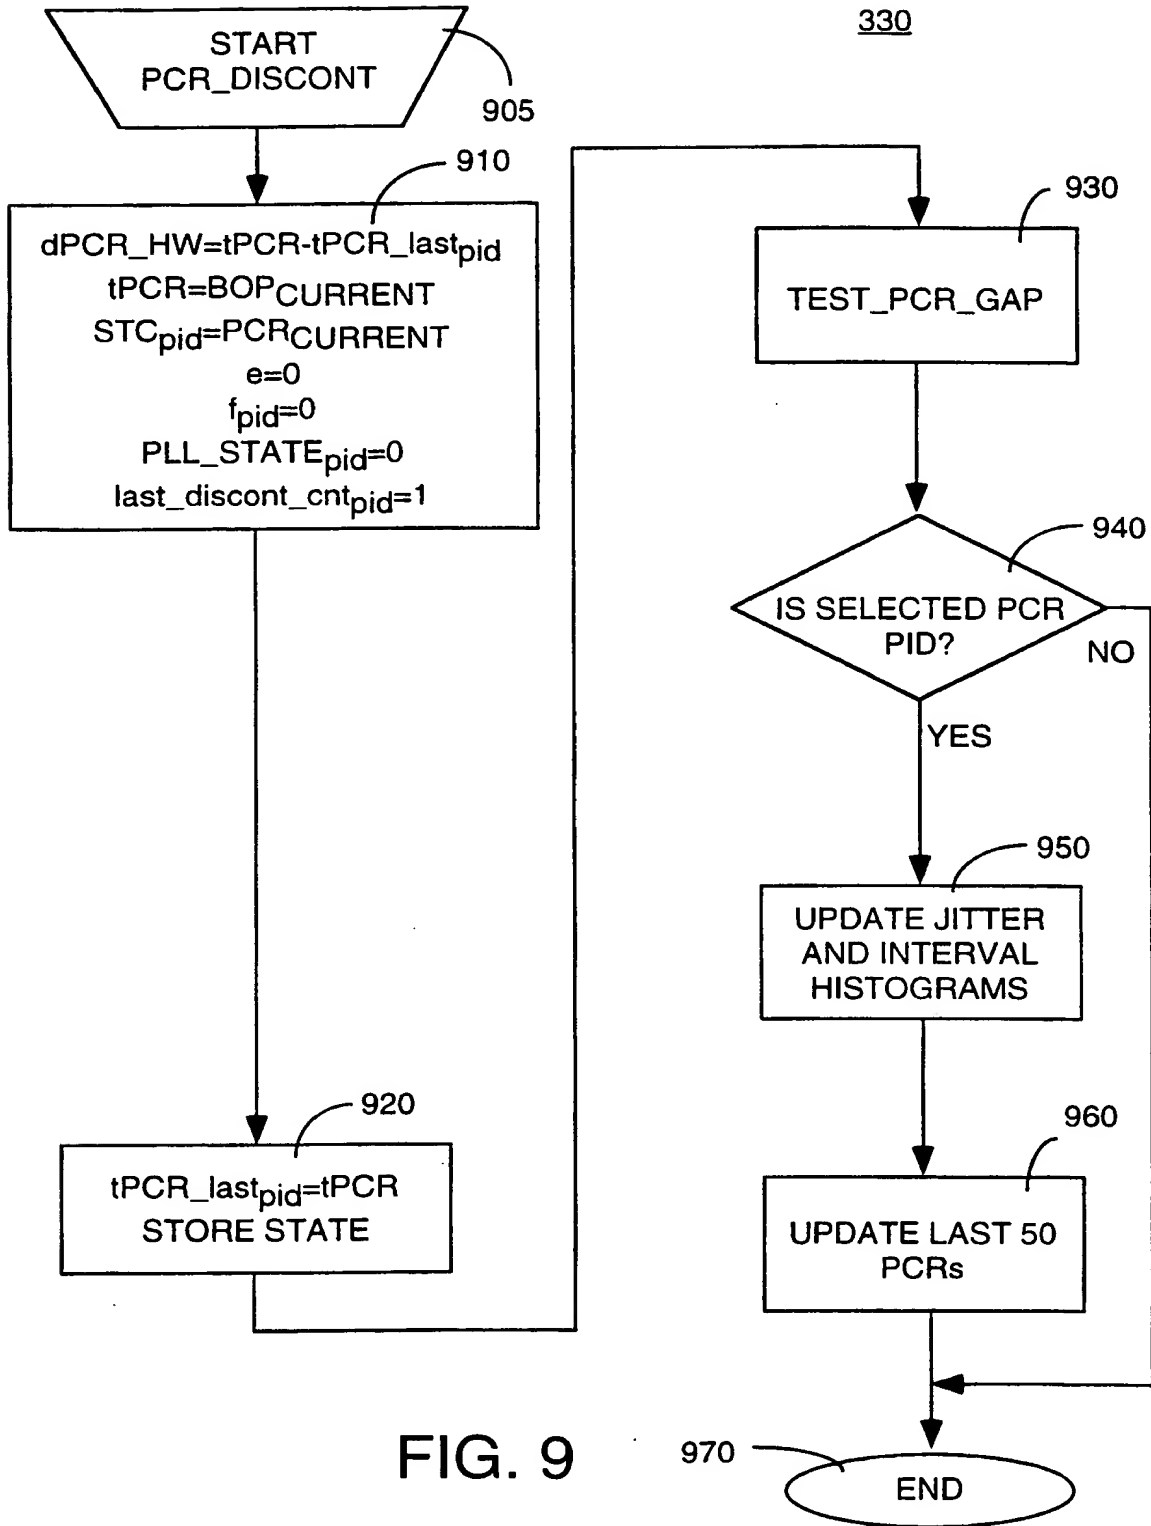 330
START
PCR_DISCONT
905
910
dPCR_HW=tPCR-tPCR_lastpid
tPCR=BOPCURRENT
STCpid=PCRCURRENT
e=0
fpid=0
PLL_STATEpid=0
last_discont_cntpid=1
920
tPCR_lastpid=tPCR
STORE STATE
930
TEST_PCR_GAP
940
IS SELECTED PCR
PID?
NO
YES
950
UPDATE JITTER
AND INTERVAL
HISTOGRAMS
960
UPDATE LAST 50
PCRs
970
END
FIG. 9